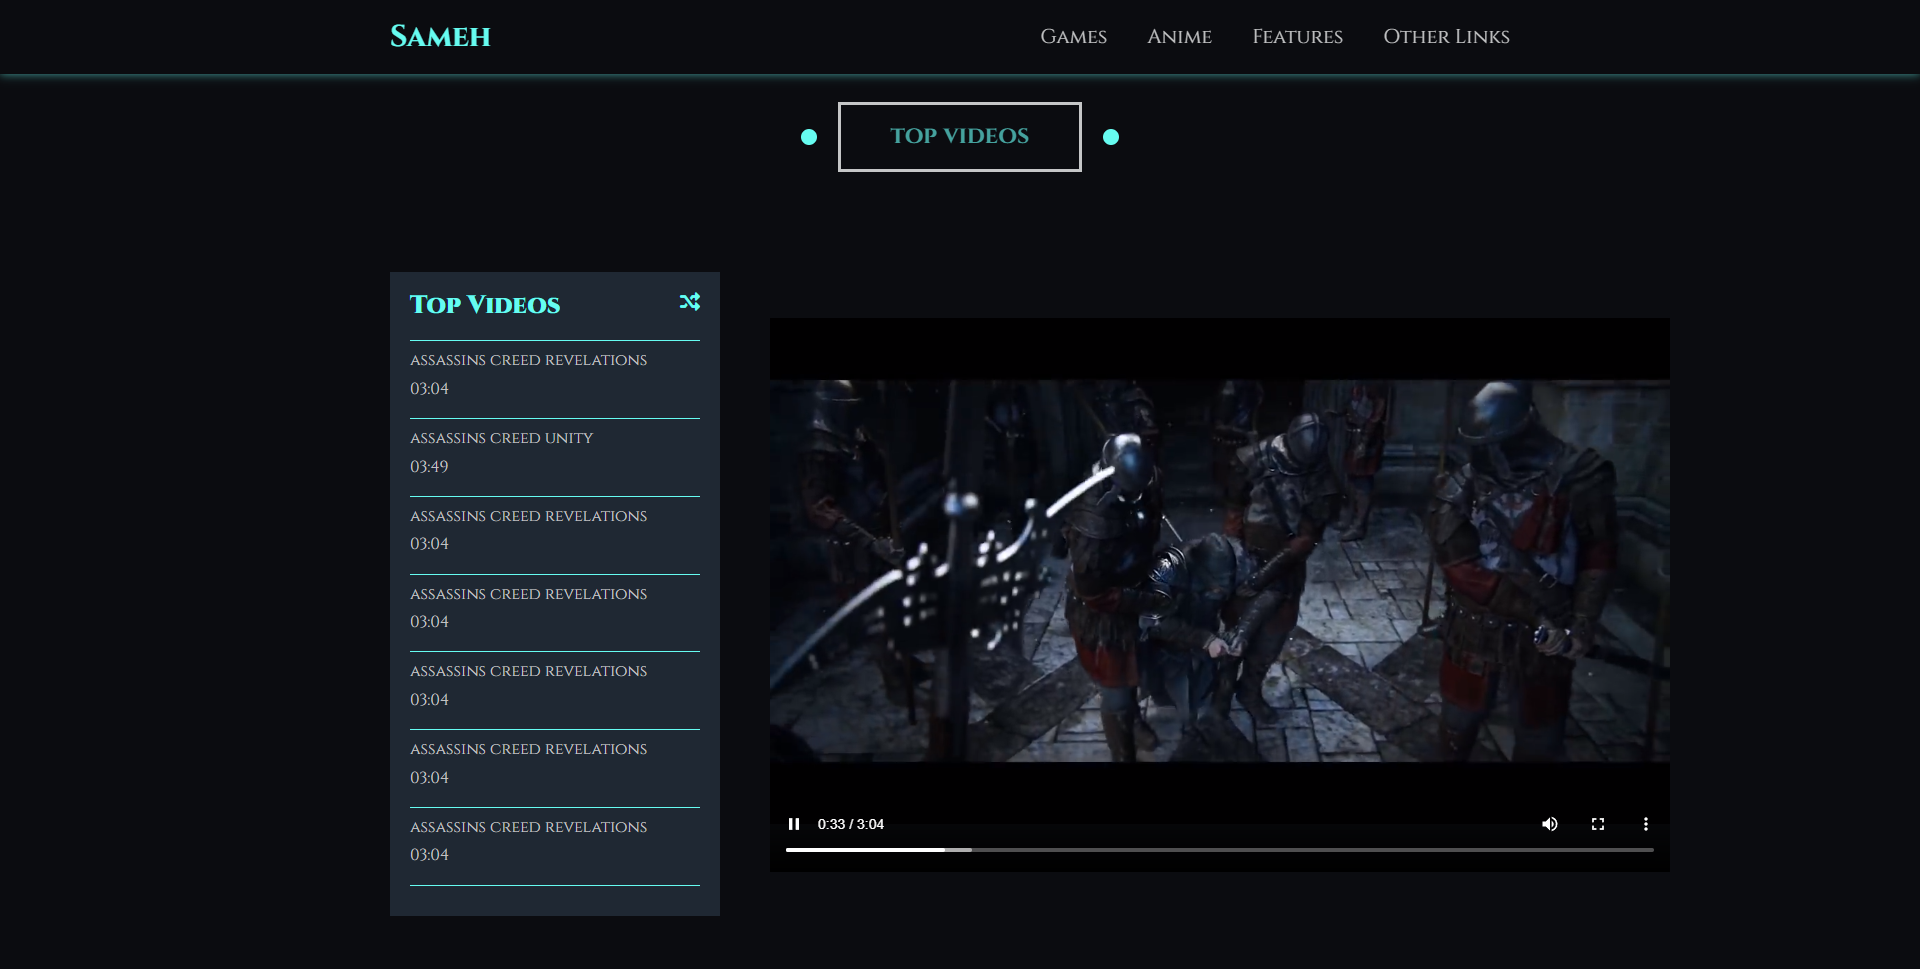 Sameh
Games Anime Features Other Links
TOP VIDEOS
Top Videos
ASSASSINS CREED REVELATIONS
03:04
ASSASSINS CREED UNITY
03:49
ASSASSINS CREED REVELATIONS
03:04
ASSASSINS CREED REVELATIONS
03:04
ASSASSINS CREED REVELATIONS
03:04
ASSASSINS CREED REVELATIONS
03:04
ASSASSINS CREED REVELATIONS
03:04
0:33 / 3:04